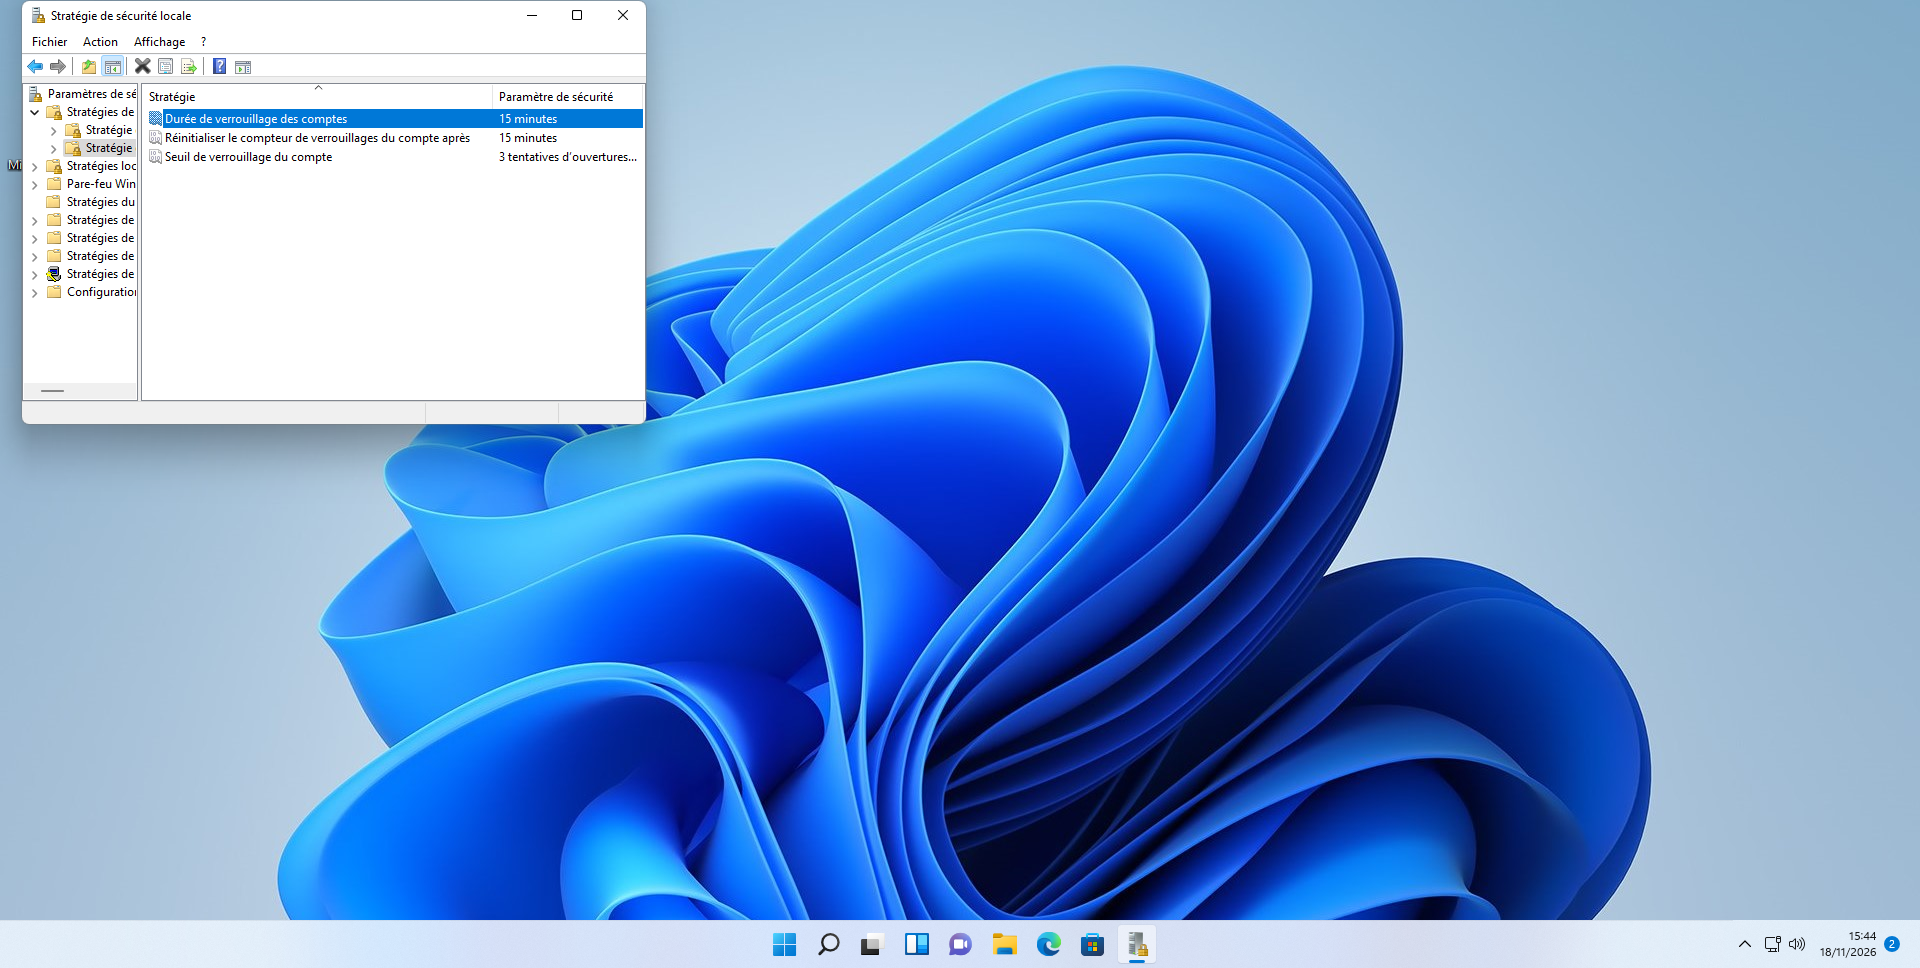 Stratégie de sécurité locale
Fichier Action Affichage ?
Paramètres de sé
Stratégies de
Stratégie
Stratégie
Stratégies loc
Pare-feu Win
Stratégies du
Stratégies de
Stratégies de
Stratégies de
Stratégies de
Configuration
Stratégie Paramètre de sécurité
Durée de verrouillage des comptes 15 minutes
Réinitialiser le compteur de verrouillages du compte après 15 minutes
Seuil de verrouillage du compte 3 tentatives d'ouvertures...
Mi
15:44
18/11/2026
2